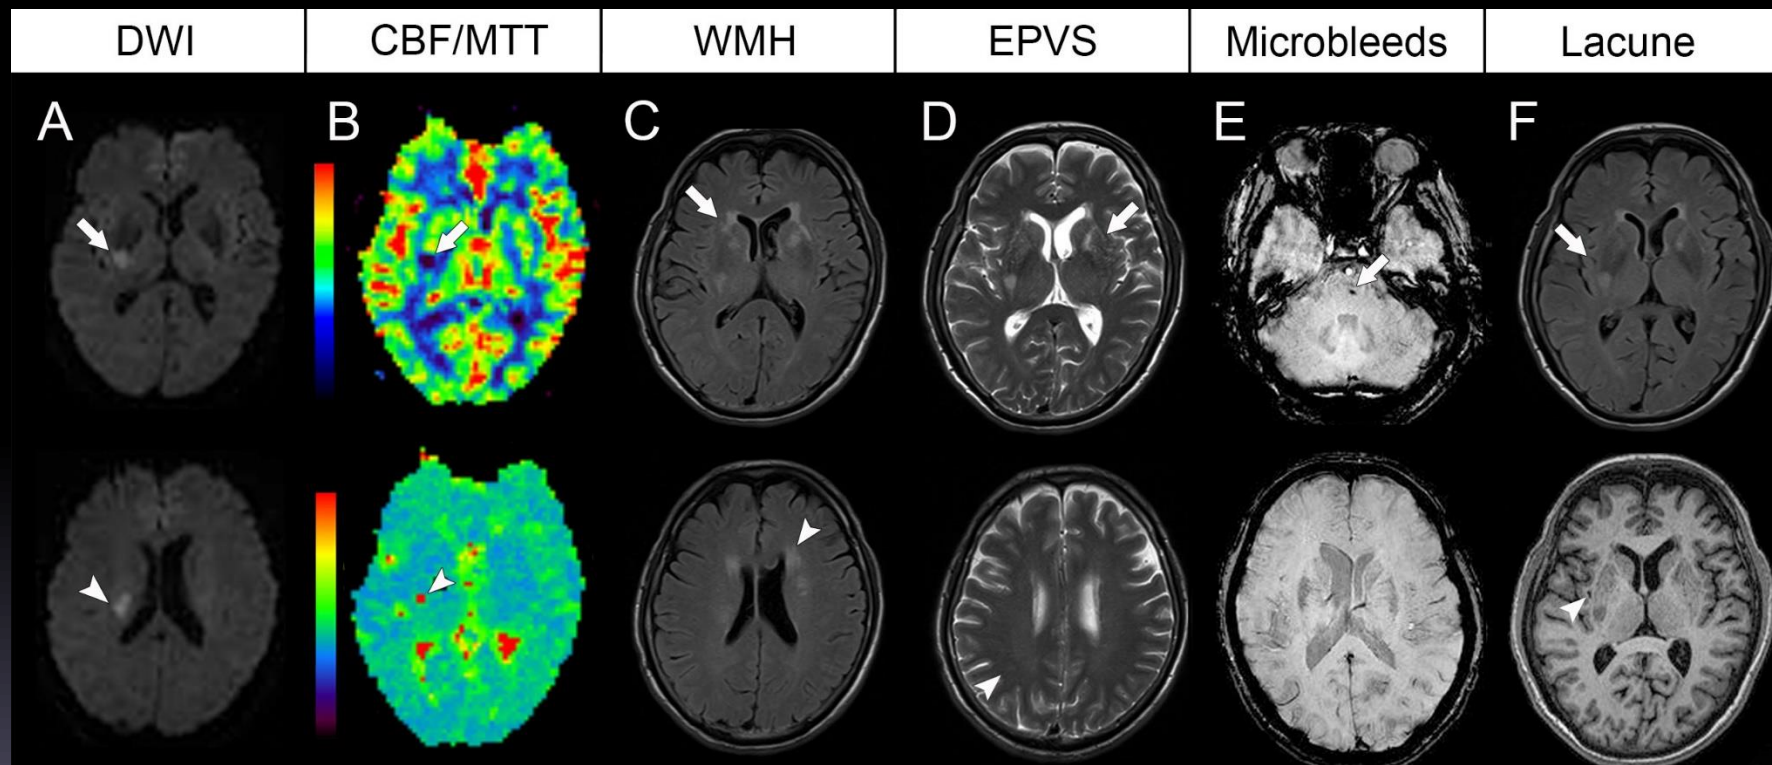 DWI
CBF/MTT
WMH
EPVS
Microbleeds
Lacune
A
B
C
D
E
F